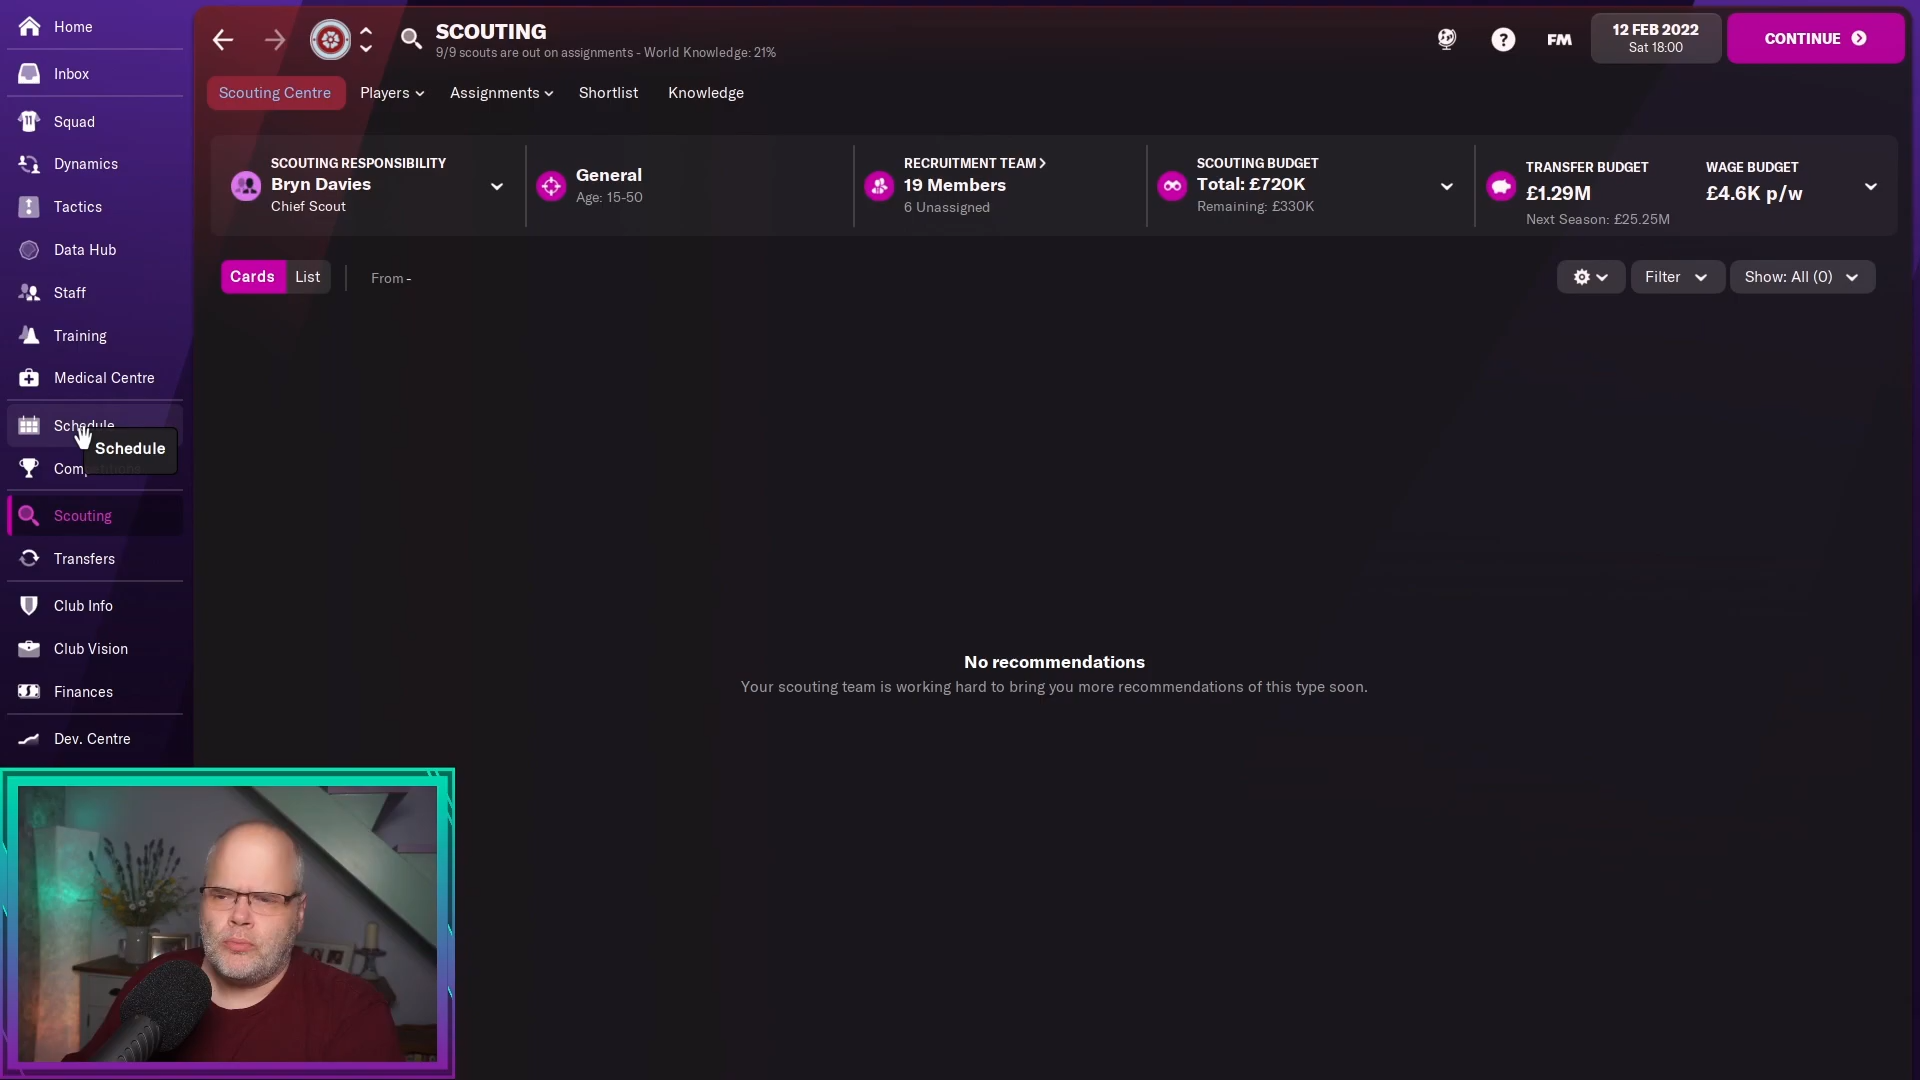 Home
Inbox
Squad
Dynamics
Tactics
Data Hub
Staff
Training
Medical Centre
Schedule
Schedule
Scouting
Transfers
Club Info
Club Vision
Finances
Dev. Centre
SCOUTING
9/9 scouts are out on assignments - World Knowledge: 21%
FM
12 FEB 2022
Sat 18:00
CONTINUE
Scouting Centre
Players
Assignments
Shortlist
Knowledge
SCOUTING RESPONSIBILITY
Bryn Davies
Chief Scout
General
Age: 15-50
RECRUITMENT TEAM
19 Members
6 Unassigned
SCOUTING BUDGET
Total: £720K
Remaining: £330K
TRANSFER BUDGET
£1.29M
Next Season: £25.25M
WAGE BUDGET
£4.6K p/w
Cards
List
From -
Filter
Show: All (0)
No recommendations
Your scouting team is working hard to bring you more recommendations of this type soon.